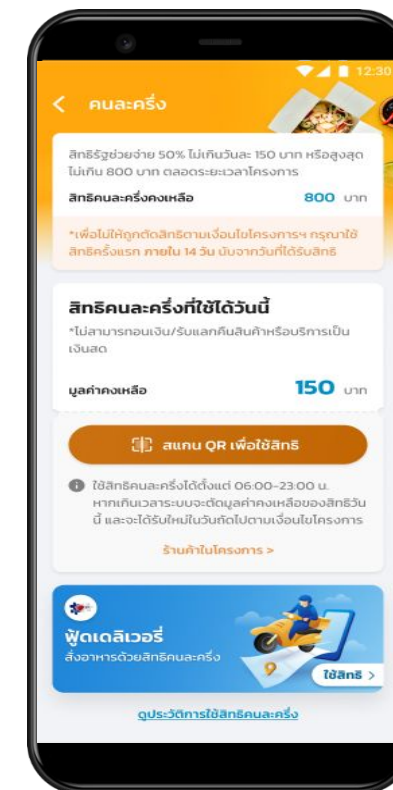 12:30
คนละครึ่ง
สิทธิรัฐช่วยจ่าย 50% ไม่เกินวันละ 150 บาท หรือสูงสุด
ไม่เกิน 800 บาท ตลอดระยะเวลาโครงการ
สิทธิคนละครึ่งคงเหลือ 800 บาท
*เพื่อไม่ให้ถูกตัดสิทธิตามเงื่อนไขโครงการฯ กรุณาใช้
สิทธิครั้งแรก ภายใน 14 วัน นับจากวันที่ได้รับสิทธิ
สิทธิคนละครึ่งที่ใช้ได้วันนี้
*ไม่สามารถถอนเงิน/รับแลกคืนสินค้าหรือบริการเป็น
เงินสด
มูลค่าคงเหลือ 150 บาท
สแกน QR เพื่อใช้สิทธิ
ใช้สิทธิคนละครึ่งได้ตั้งแต่ 06:00-23:00 น.
หากเกินเวลาระบบจะตัดมูลค่าคงเหลือของสิทธิวัน
นี้ และจะได้รับใหม่ในวันถัดไปตามเงื่อนไขโครงการ
ร้านค้าในโครงการ >
ฟู้ดเดลิเวอรี่
สั่งอาหารด้วยสิทธิคนละครึ่ง
ใช้สิทธิ >
ดูประวัติการใช้สิทธิคนละครึ่ง